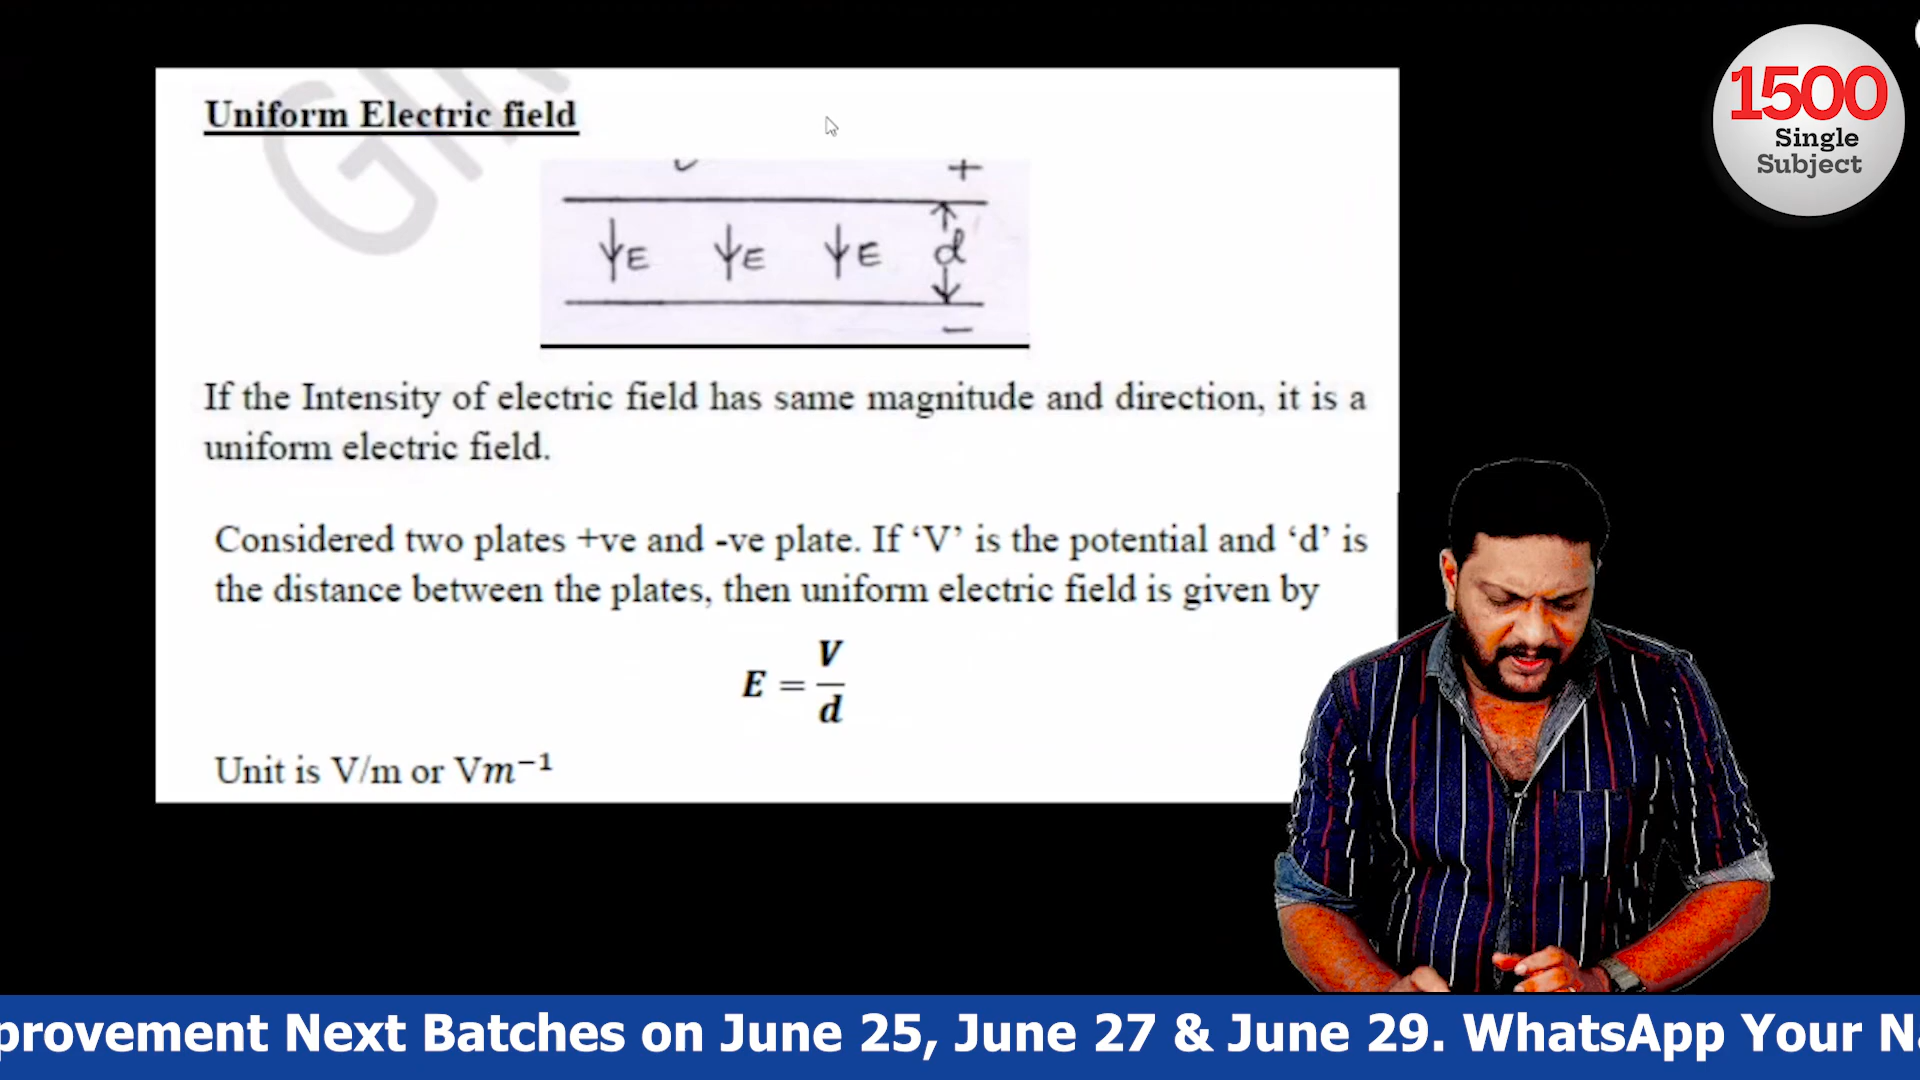 1500
Single
Subject
Uniform Electric field
+
E E E d
-
If the Intensity of electric field has same magnitude and direction, it is a
uniform electric field.
Considered two plates +ve and -ve plate. If ‘V’ is the potential and ‘d’ is
the distance between the plates, then uniform electric field is given by
E = V/d
Unit is V/m or Vm⁻¹
provement Next Batches on June 25, June 27 & June 29. WhatsApp Your